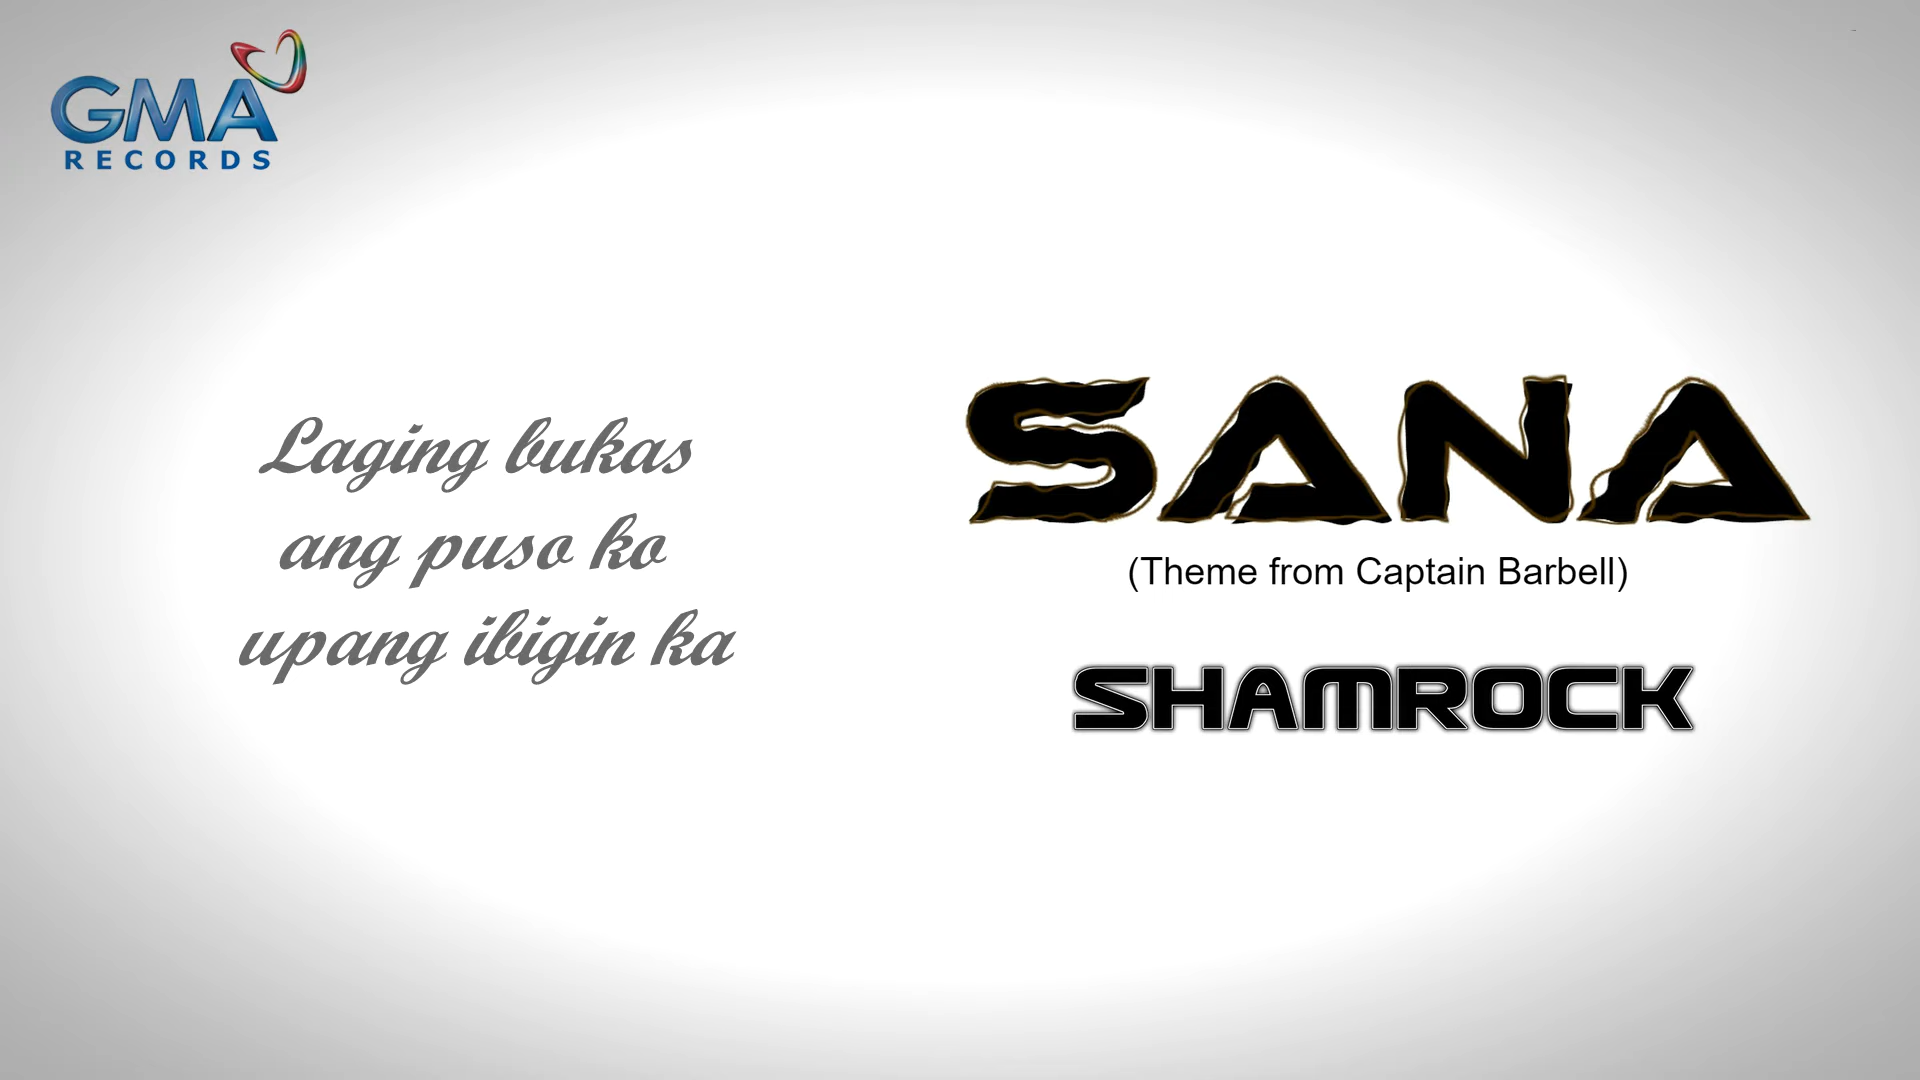 GMA
RECORDS
Laging bukas
ang puso ko
upang ibigin ka
SANA
(Theme from Captain Barbell)
SHAMROCK